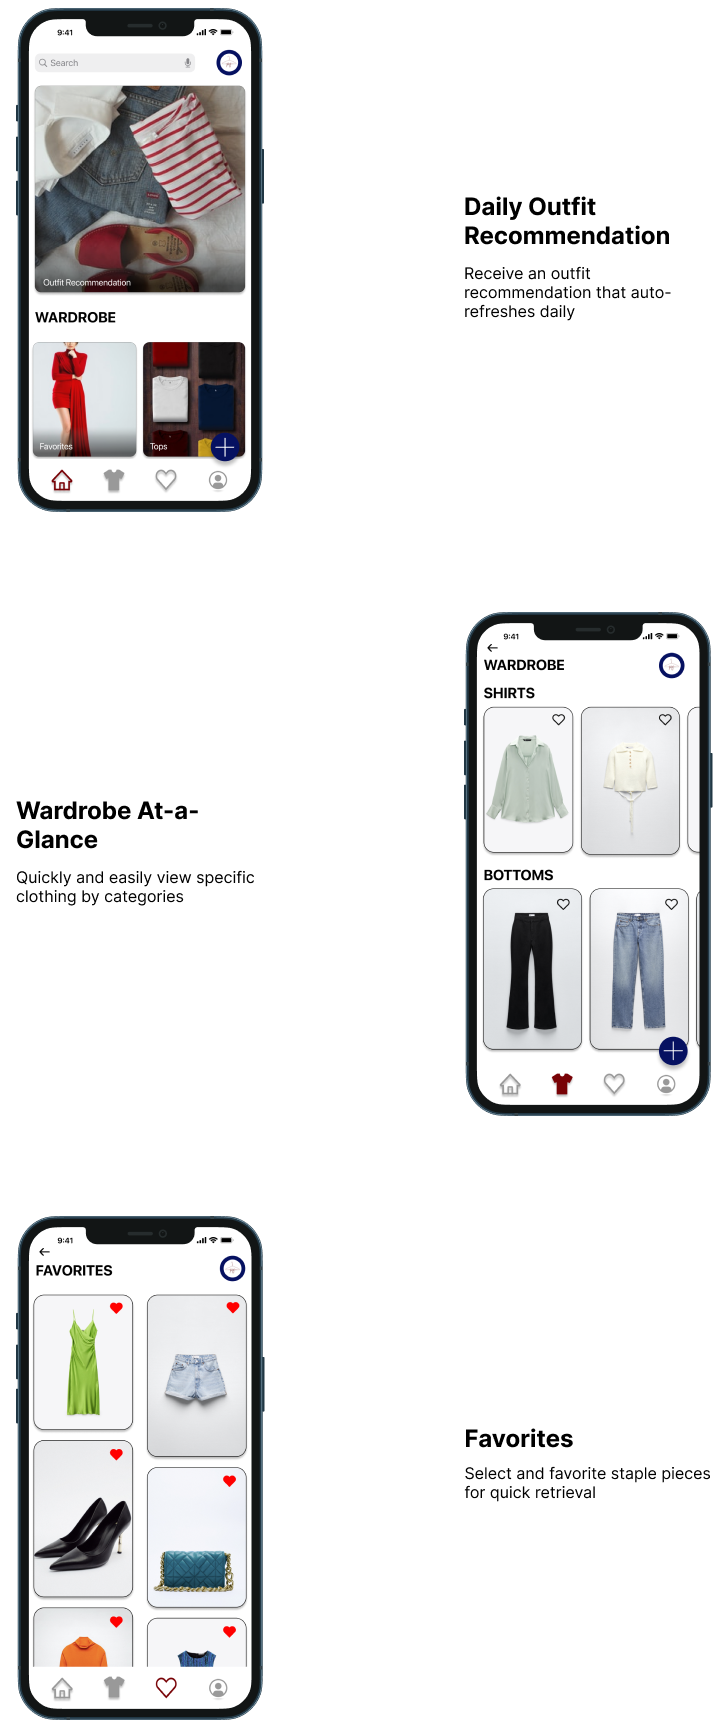 9:41
Search
Outfit Recommendation
WARDROBE
Favorites
Tops
Daily Outfit
Recommendation
Receive an outfit
recommendation that auto-
refreshes daily
Wardrobe At-a-
Glance
Quickly and easily view specific
clothing by categories
9:41
WARDROBE
SHIRTS
BOTTOMS
9:41
FAVORITES
Favorites
Select and favorite staple pieces
for quick retrieval